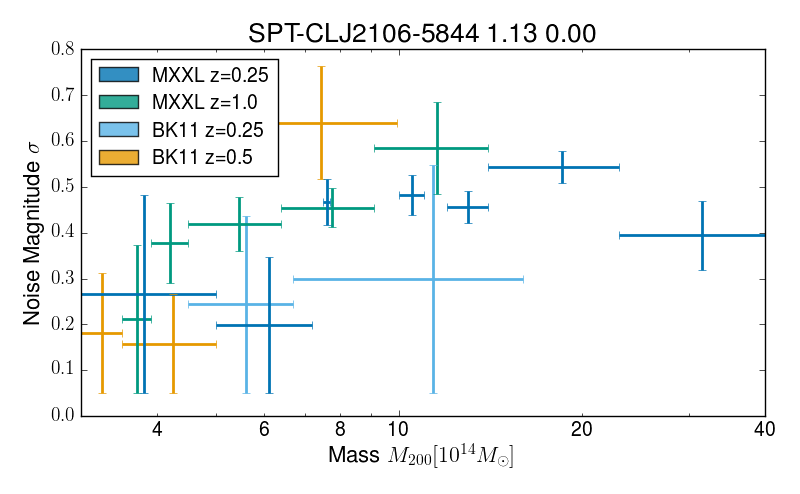 SPT-CLJ2106-5844 1.13 0.00
0.8
0.7
0.6
0.5
0.4
0.3
0.2
0.1
0.0
Noise Magnitude σ
MXXL z=0.25
MXXL z=1.0
BK11 z=0.25
BK11 z=0.5
4 6 8 10 20 40
Mass M₂₀₀[10¹⁴M⊙]